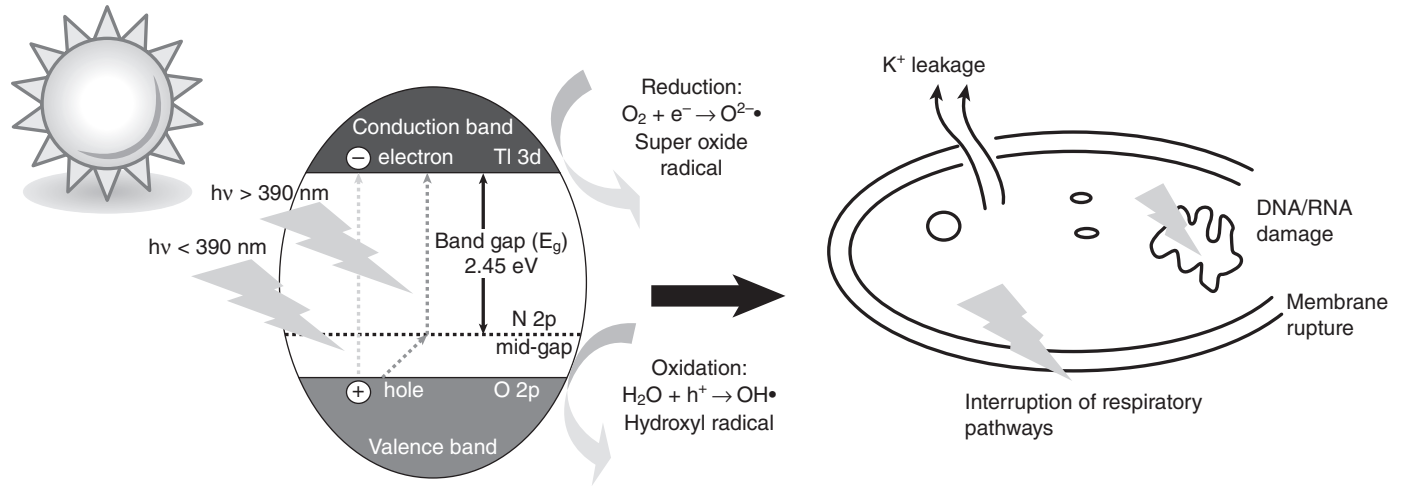 hν > 390 nm
hν < 390 nm
Conduction band
− electron Tl 3d
Band gap (Eg)
2.45 eV
N 2p
mid-gap
+ hole O 2p
Valence band
Reduction:
O₂ + e⁻ → O²⁻•
Super oxide
radical
Oxidation:
H₂O + h⁺ → OH•
Hydroxyl radical
K⁺ leakage
DNA/RNA
damage
Membrane
rupture
Interruption of respiratory
pathways